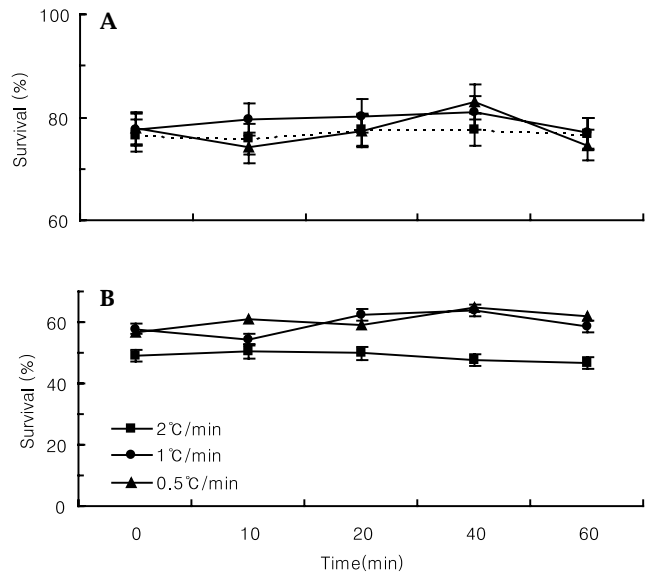 A
100
80
60
Survival (%)
B
60
40
20
0
Survival (%)
2℃/min
1℃/min
0.5℃/min
0 10 20 40 60
Time(min)